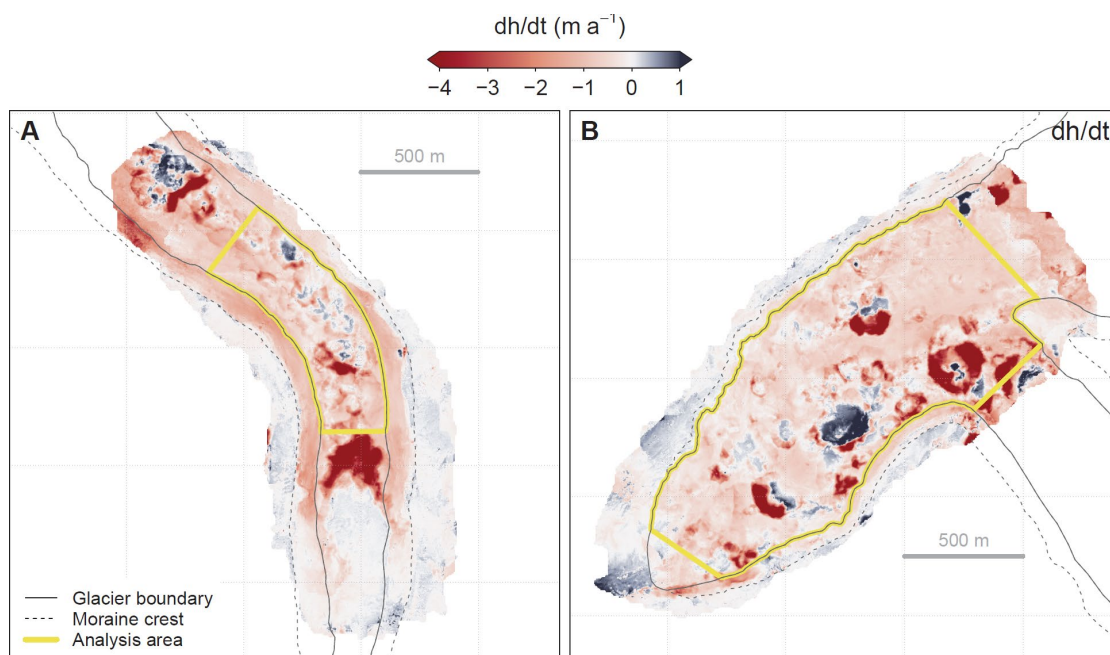 dh/dt (m a⁻¹)
−4 −3 −2 −1 0 1
A
500 m
B
dh/dt
500 m
Glacier boundary
Moraine crest
Analysis area